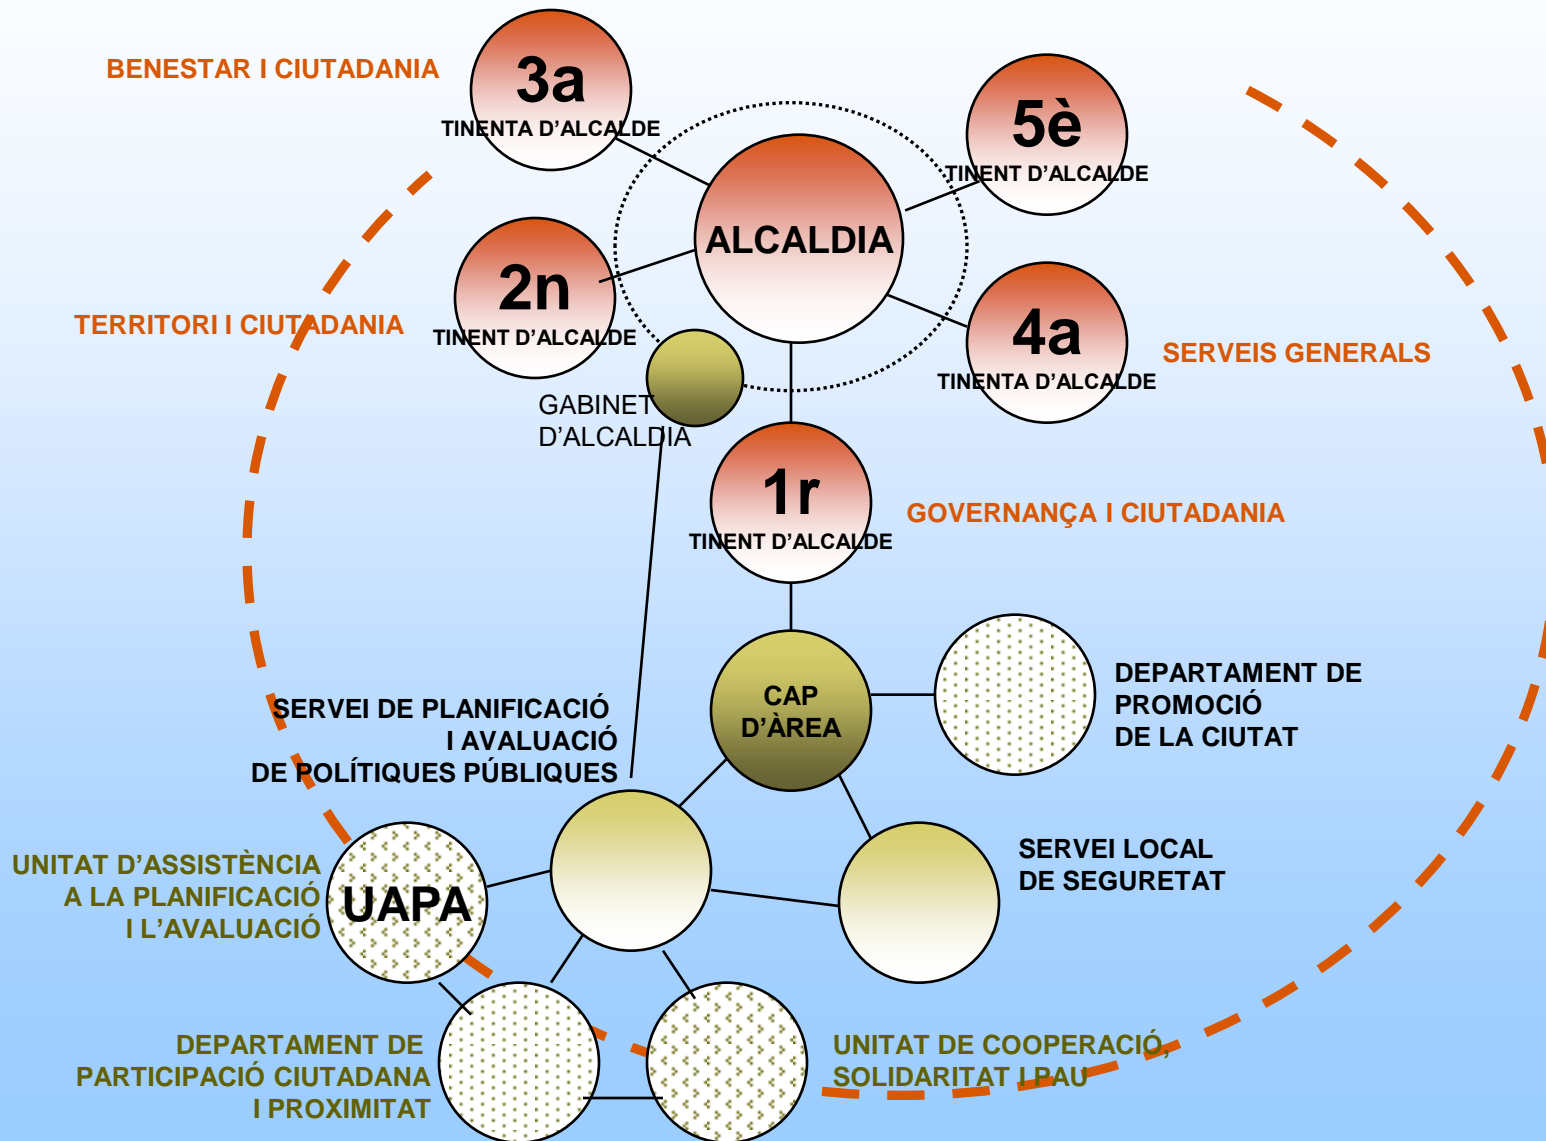 BENESTAR I CIUTADANIA
3a
TINENTA D’ALCALDE
5è
TINENT D’ALCALDE
ALCALDIA
2n
TINENT D’ALCALDE
TERRITORI I CIUTADANIA
4a
TINENTA D’ALCALDE
SERVEIS GENERALS
GABINET
D’ALCALDIA
1r
TINENT D’ALCALDE
GOVERNANÇA I CIUTADANIA
CAP
D’ÀREA
DEPARTAMENT DE
PROMOCIÓ
DE LA CIUTAT
SERVEI DE PLANIFICACIÓ
I AVALUACIÓ
DE POLÍTIQUES PÚBLIQUES
SERVEI LOCAL
DE SEGURETAT
UNITAT D’ASSISTÈNCIA
A LA PLANIFICACIÓ
I L’AVALUACIÓ
UAPA
DEPARTAMENT DE
PARTICIPACIÓ CIUTADANA
I PROXIMITAT
UNITAT DE COOPERACIÓ,
SOLIDARITAT I PAU